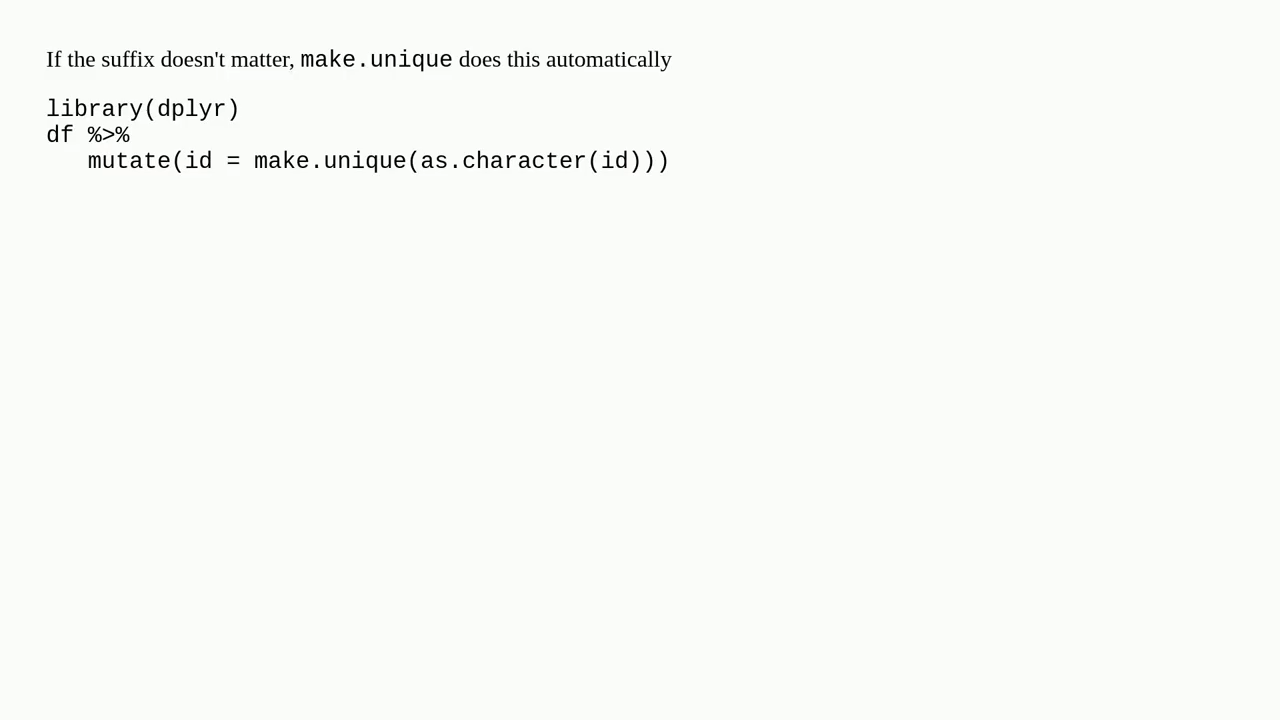 If the suffix doesn't matter, make.unique does this automatically
library(dplyr)
df %>%
   mutate(id = make.unique(as.character(id)))